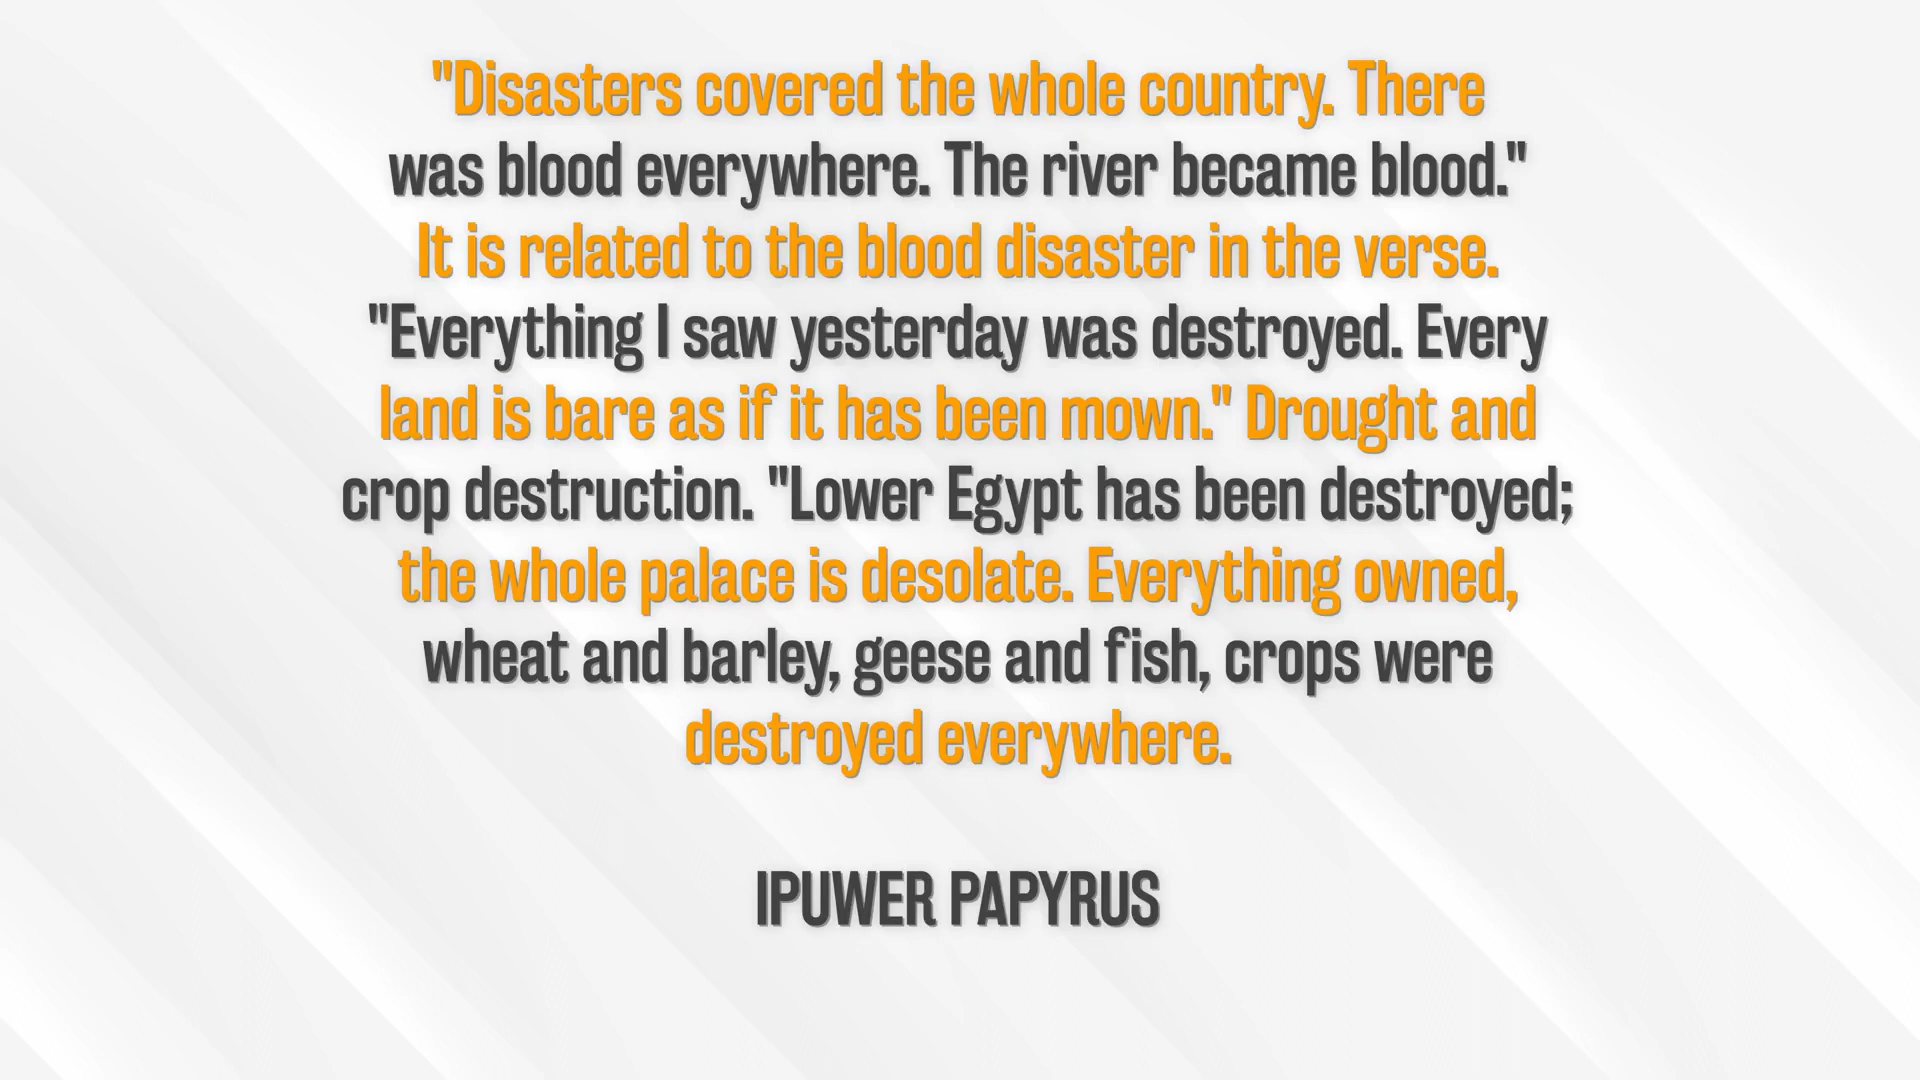 "Disasters covered the whole country. There
was blood everywhere. The river became blood."
It is related to the blood disaster in the verse.
"Everything I saw yesterday was destroyed. Every
land is bare as if it has been mown." Drought and
crop destruction. "Lower Egypt has been destroyed;
the whole palace is desolate. Everything owned,
wheat and barley, geese and fish, crops were
destroyed everywhere.
IPUWER PAPYRUS